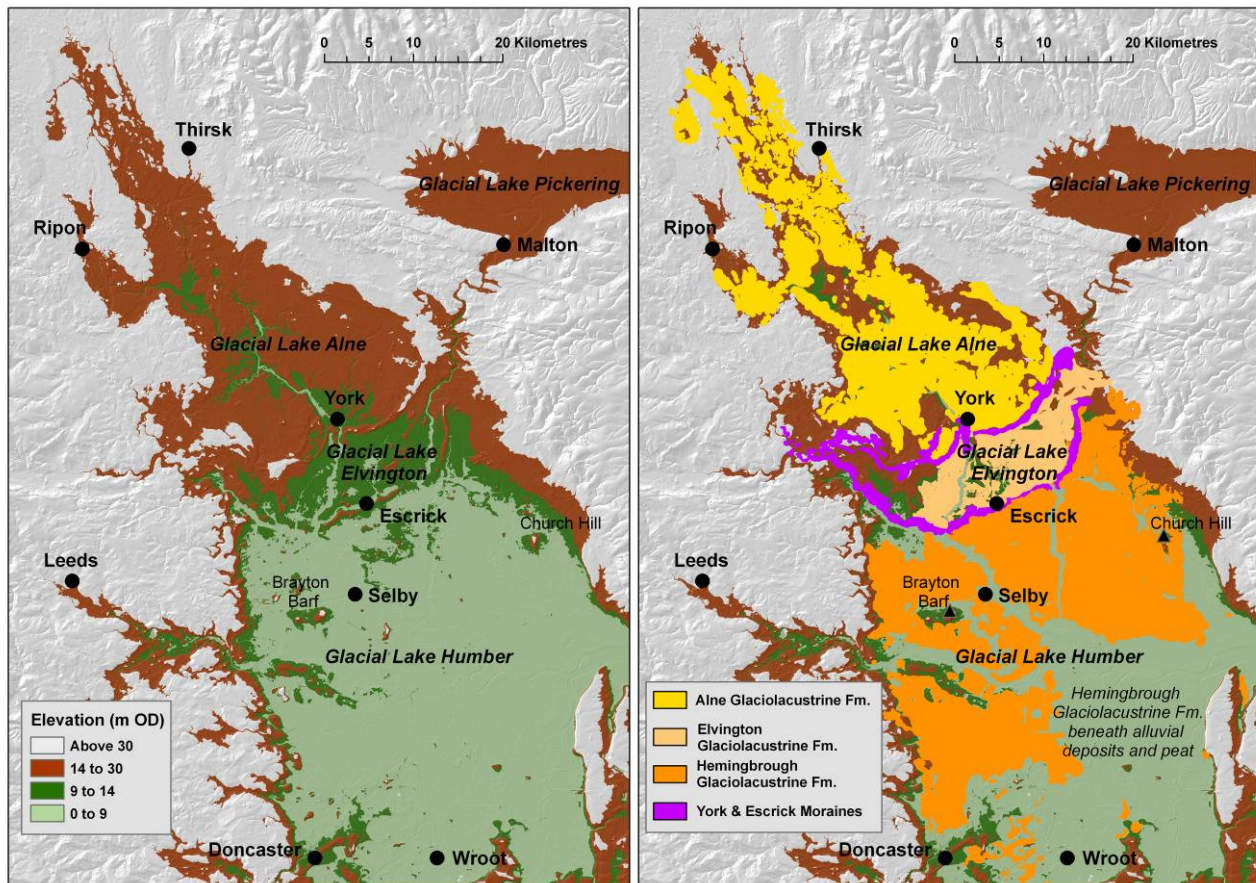 0 5 10 20 Kilometres
Thirsk
Glacial Lake Pickering
Ripon
Malton
Glacial Lake Alne
York
Glacial Lake
Elvington
Escrick
Church Hill
Leeds
Brayton
Barf
Selby
Glacial Lake Humber
Elevation (m OD)
Above 30
14 to 30
9 to 14
0 to 9
Doncaster
Wroot
0 5 10 20 Kilometres
Thirsk
Glacial Lake Pickering
Ripon
Malton
Glacial Lake Alne
York
Glacial Lake
Elvington
Escrick
Church Hill
Leeds
Brayton
Barf
Selby
Glacial Lake Humber
Hemingbrough
Glaciolacustrine Fm.
beneath alluvial
deposits and peat
Alne Glaciolacustrine Fm.
Elvington
Glaciolacustrine Fm.
Hemingbrough
Glaciolacustrine Fm.
York & Escrick Moraines
Doncaster
Wroot